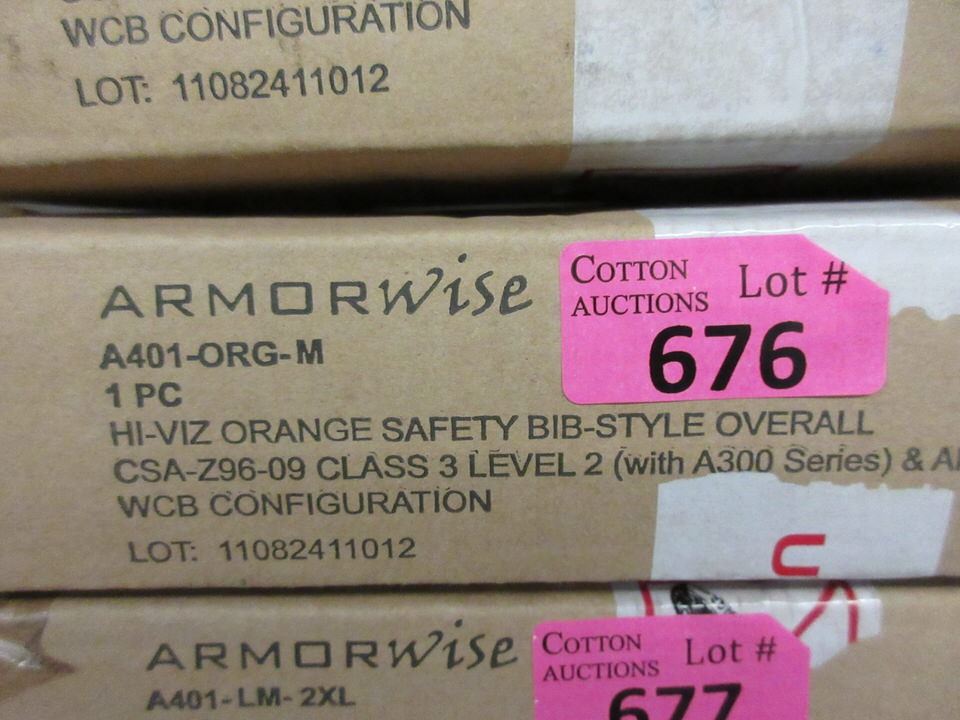 WCB CONFIGURATION
LOT: 11082411012
ARMORWise
COTTON
AUCTIONS
Lot #
676
A401-ORG-M
1 PC
HI-VIZ ORANGE SAFETY BIB-STYLE OVERALL
CSA-Z96-09 CLASS 3 LEVEL 2 (with A300 Series) &
WCB CONFIGURATION
LOT: 11082411012
ARMORWise
COTTON
AUCTIONS
Lot #
677
A401-LM-2XL